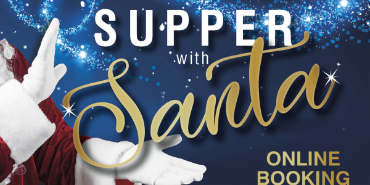 SUPPER
with
Santa
ONLINE
BOOKING